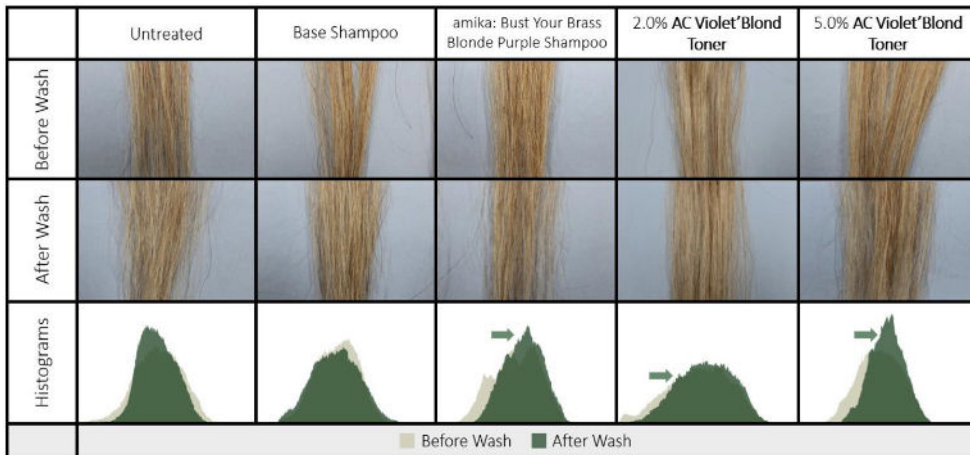 Untreated
Base Shampoo
amika: Bust Your Brass
Blonde Purple Shampoo
2.0% AC Violet'Blond
Toner
5.0% AC Violet'Blond
Toner
Before Wash
After Wash
Histograms
Before Wash
After Wash